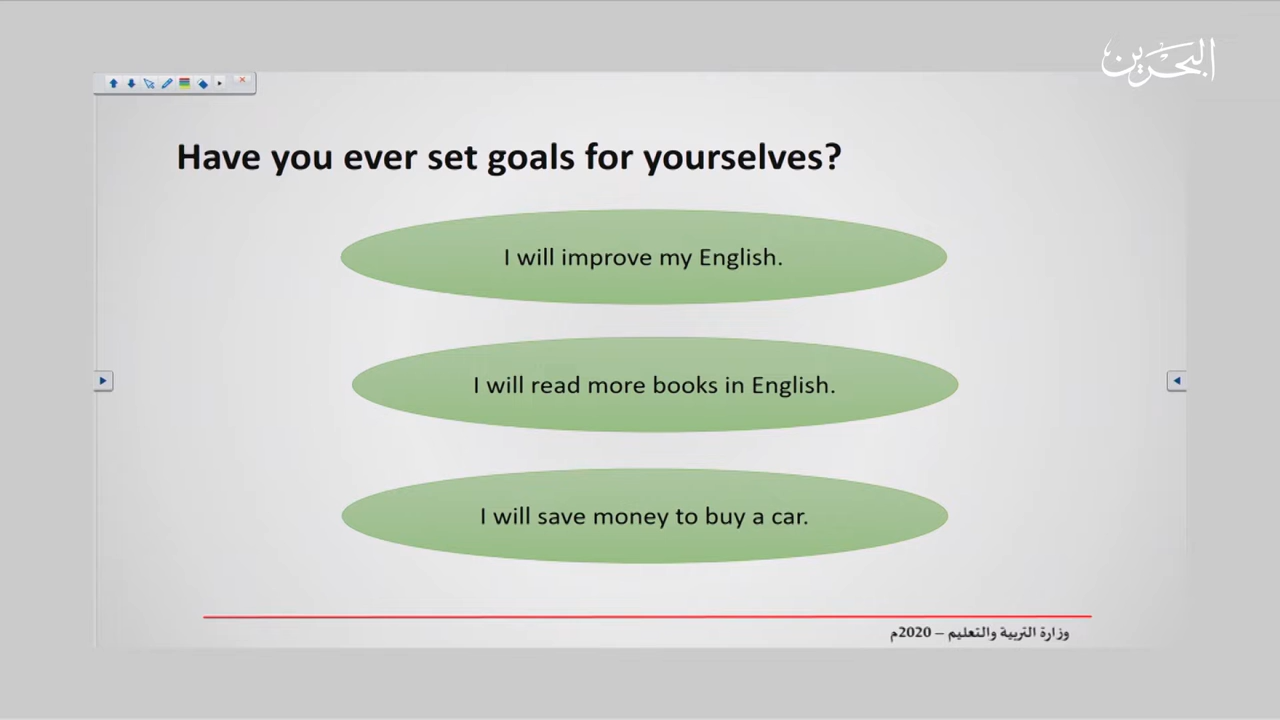 البحرين
Have you ever set goals for yourselves?
I will improve my English.
I will read more books in English.
I will save money to buy a car.
وزارة التربية والتعليم – 2020م